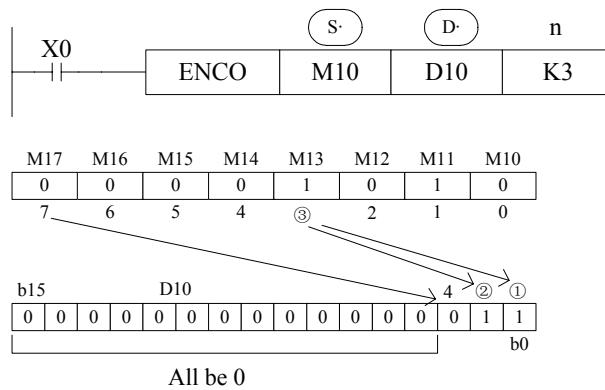 S· D· n
X0
ENCO M10 D10 K3
M17 M16 M15 M14 M13 M12 M11 M10
0 0 0 0 1 0 1 0
7 6 5 4 ③ 2 1 0
b15 D10 4 ② ①
0 0 0 0 0 0 0 0 0 0 0 0 0 0 1 1
b0
All be 0